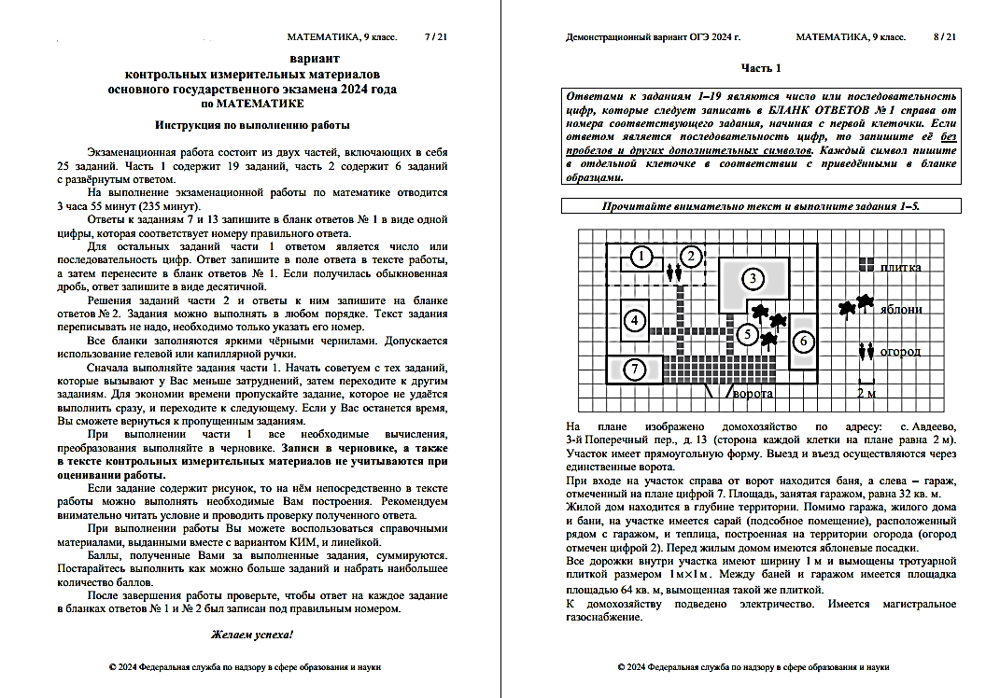 МАТЕМАТИКА, 9 класс. 7 / 21
вариант
контрольных измерительных материалов
основного государственного экзамена 2024 года
по МАТЕМАТИКЕ
Инструкция по выполнению работы
Экзаменационная работа состоит из двух частей, включающих в себя
25 заданий. Часть 1 содержит 19 заданий, часть 2 содержит 6 заданий
с развёрнутым ответом.
На выполнение экзаменационной работы по математике отводится
3 часа 55 минут (235 минут).
Ответы к заданиям 7 и 13 запишите в бланк ответов № 1 в виде одной
цифры, которая соответствует номеру правильного ответа.
Для остальных заданий части 1 ответом является число или
последовательность цифр. Ответ запишите в поле ответа в тексте работы,
а затем перенесите в бланк ответов № 1. Если получилась обыкновенная
дробь, ответ запишите в виде десятичной.
Решения заданий части 2 и ответы к ним запишите на бланке
ответов № 2. Задания можно выполнять в любом порядке. Текст задания
переписывать не надо, необходимо только указать его номер.
Все бланки заполняются яркими чёрными чернилами. Допускается
использование гелевой или капиллярной ручки.
Сначала выполняйте задания части 1. Начать советуем с тех заданий,
которые вызывают у Вас меньше затруднений, затем переходите к другим
заданиям. Для экономии времени пропускайте задание, которое не удаётся
выполнить сразу, и переходите к следующему. Если у Вас останется время,
Вы сможете вернуться к пропущенным заданиям.
При выполнении части 1 все необходимые вычисления,
преобразования выполняйте в черновике. Записи в черновике, а также
в тексте контрольных измерительных материалов не учитываются при
оценивании работы.
Если задание содержит рисунок, то на нём непосредственно в тексте
работы можно выполнять необходимые Вам построения. Рекомендуем
внимательно читать условие и проводить проверку полученного ответа.
При выполнении работы Вы можете воспользоваться справочными
материалами, выданными вместе с вариантом КИМ, и линейкой.
Баллы, полученные Вами за выполненные задания, суммируются.
Постарайтесь выполнить как можно больше заданий и набрать наибольшее
количество баллов.
После завершения работы проверьте, чтобы ответ на каждое задание
в бланках ответов № 1 и № 2 был записан под правильным номером.
Желаем успеха!
© 2024 Федеральная служба по надзору в сфере образования и науки
Демонстрационный вариант ОГЭ 2024 г. МАТЕМАТИКА, 9 класс. 8 / 21
Часть 1
Ответами к заданиям 1–19 являются число или последовательность
цифр, которые следует записать в БЛАНК ОТВЕТОВ № 1 справа от
номера соответствующего задания, начиная с первой клеточки. Если
ответом является последовательность цифр, то запишите её без
пробелов и других дополнительных символов. Каждый символ пишите
в отдельной клеточке в соответствии с приведёнными в бланке
образцами.
Прочитайте внимательно текст и выполните задания 1–5.
1 2
3
плитка
яблони
4
5
6
огород
7
ворота
2 м
На плане изображено домохозяйство по адресу: с. Авдеево,
3-й Поперечный пер., д. 13 (сторона каждой клетки на плане равна 2 м).
Участок имеет прямоугольную форму. Выезд и въезд осуществляются через
единственные ворота.
При входе на участок справа от ворот находится баня, а слева – гараж,
отмеченный на плане цифрой 7. Площадь, занятая гаражом, равна 32 кв. м.
Жилой дом находится в глубине территории. Помимо гаража, жилого дома
и бани, на участке имеется сарай (подсобное помещение), расположенный
рядом с гаражом, и теплица, построенная на территории огорода (огород
отмечен цифрой 2). Перед жилым домом имеются яблоневые посадки.
Все дорожки внутри участка имеют ширину 1 м и вымощены тротуарной
плиткой размером 1м×1м. Между баней и гаражом имеется площадка
площадью 64 кв. м, вымощенная такой же плиткой.
К домохозяйству подведено электричество. Имеется магистральное
газоснабжение.
© 2024 Федеральная служба по надзору в сфере образования и науки